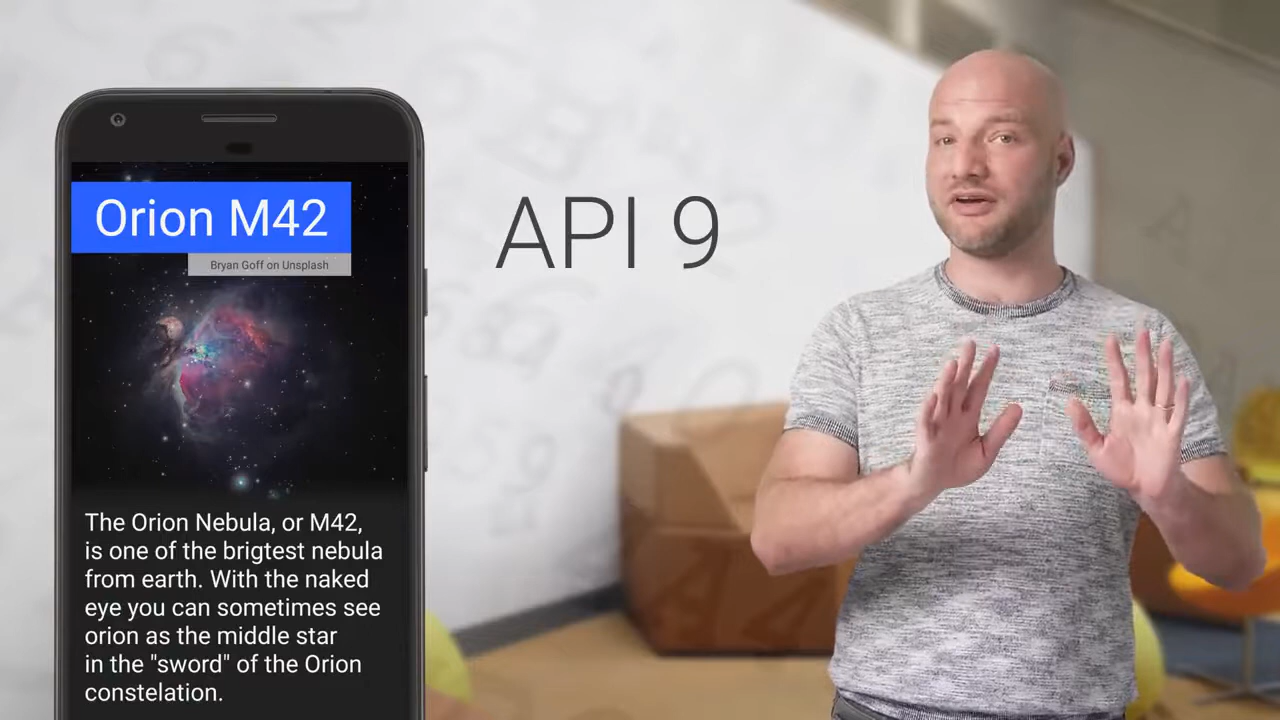 Orion M42
Bryan Goff on Unsplash
API 9
The Orion Nebula, or M42,
is one of the brigtest nebula
from earth. With the naked
eye you can sometimes see
orion as the middle star
in the "sword" of the Orion
constelation.